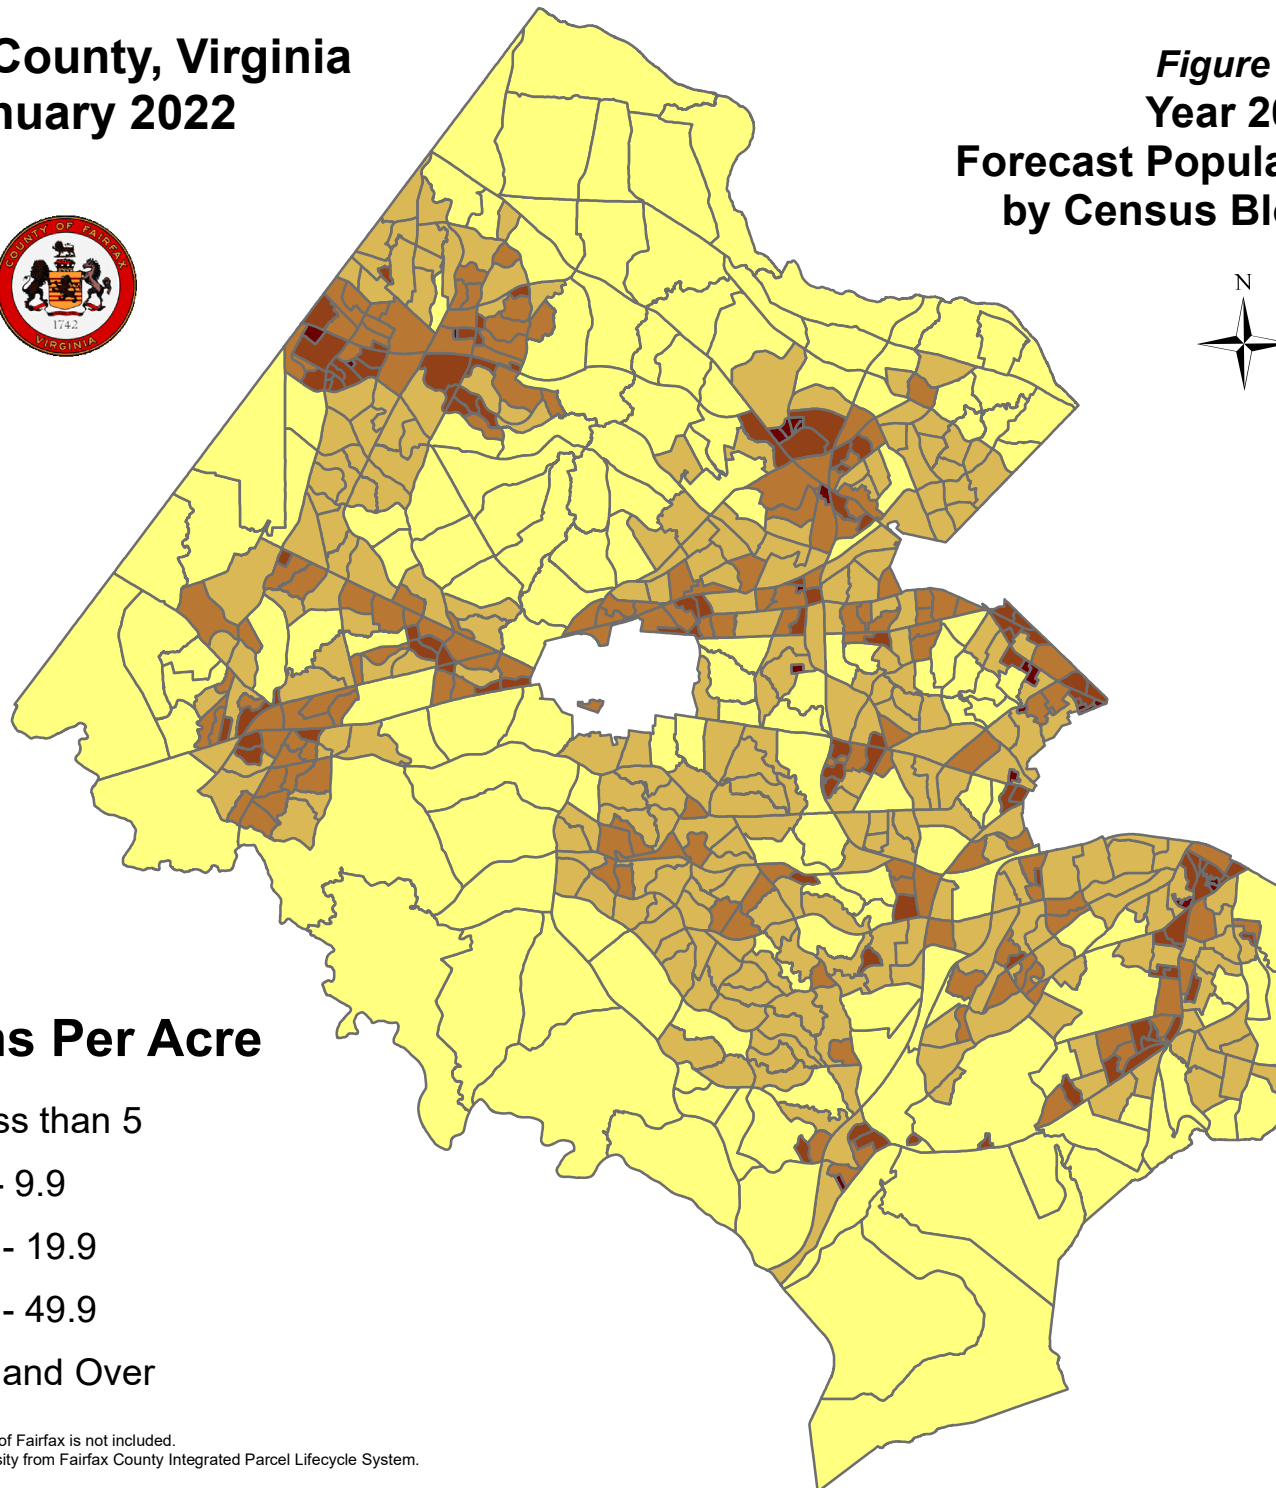 County, Virginia
nuary 2022
Figure
Year 20
Forecast Popula
by Census Blo
COUNTY OF FAIRFAX
1742
VIRGINIA
N
ns Per Acre
ss than 5
- 9.9
- 19.9
- 49.9
and Over
of Fairfax is not included.
sity from Fairfax County Integrated Parcel Lifecycle System.